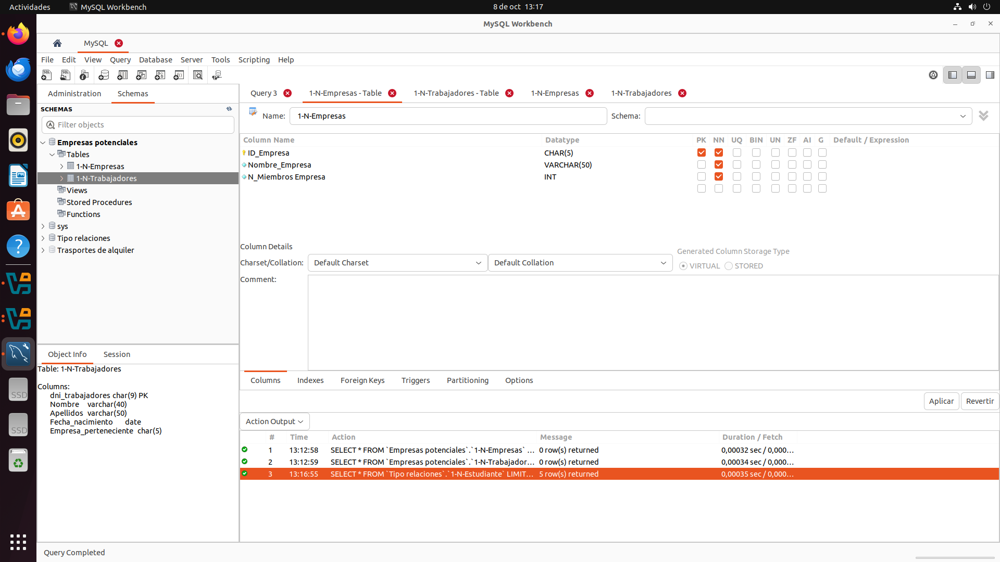 Actividades MySQL Workbench 8 de oct 13:17
MySQL Workbench
MySQL
File Edit View Query Database Server Tools Scripting Help
Administration Schemas
SCHEMAS
Filter objects
Empresas potenciales
Tables
1-N-Empresas
1-N-Trabajadores
Views
Stored Procedures
Functions
sys
Tipo relaciones
Trasportes de alquiler
Object Info Session
Table: 1-N-Trabajadores
Columns:
dni_trabajadores char(9) PK
Nombre varchar(40)
Apellidos varchar(50)
Fecha_nacimiento date
Empresa_perteneciente char(5)
Query 3 1-N-Empresas - Table 1-N-Trabajadores - Table 1-N-Empresas 1-N-Trabajadores
Name: 1-N-Empresas Schema:
Column Name Datatype PK NN UQ BIN UN ZF AI G Default / Expression
ID_Empresa CHAR(5)
Nombre_Empresa VARCHAR(50)
N_Miembros Empresa INT
Column Details
Charset/Collation: Default Charset Default Collation
Generated Column Storage Type
VIRTUAL STORED
Comment:
Columns Indexes Foreign Keys Triggers Partitioning Options
Aplicar Revertir
Action Output
# Time Action Message Duration / Fetch
1 13:12:58 SELECT * FROM `Empresas potenciales`.`1-N-Empresas` ... 0 row(s) returned 0,00032 sec / 0,000...
2 13:12:59 SELECT * FROM `Empresas potenciales`.`1-N-Trabajador... 0 row(s) returned 0,00034 sec / 0,000...
3 13:16:55 SELECT * FROM `Tipo relaciones`.`1-N-Estudiante` LIMIT... 5 row(s) returned 0,00035 sec / 0,000...
Query Completed
SSD
SSD